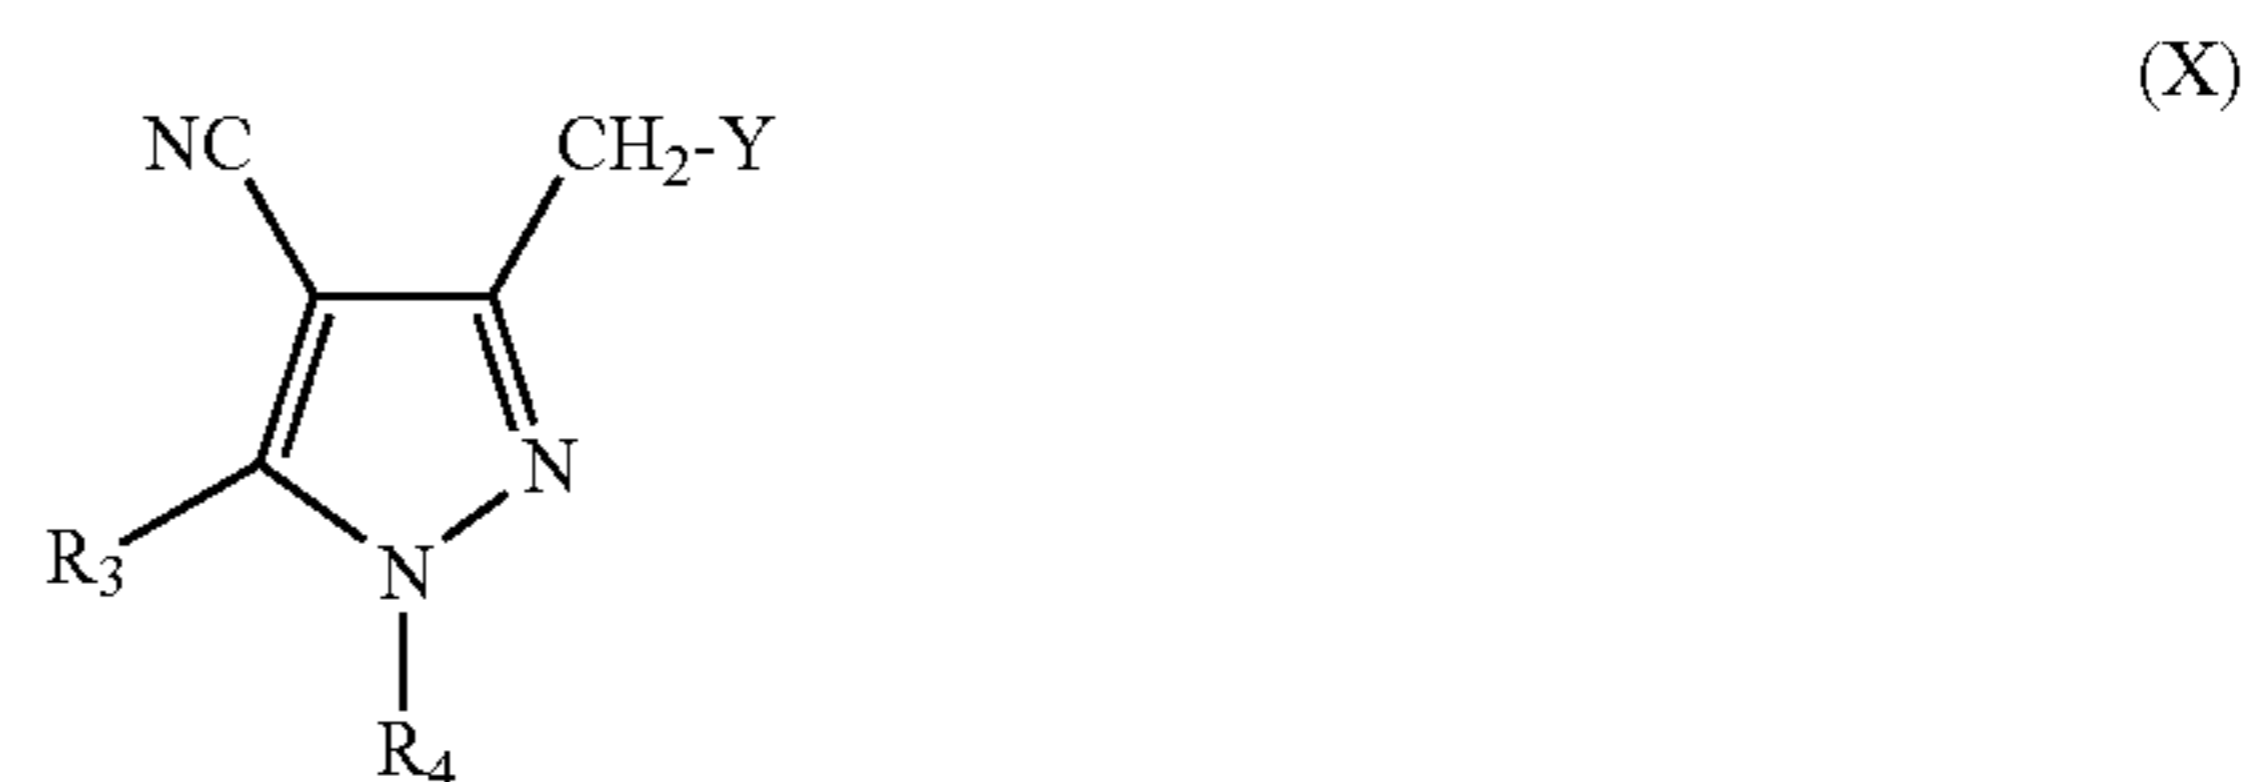 (X)
NC CH₂-Y
N
R₃ N
R₄